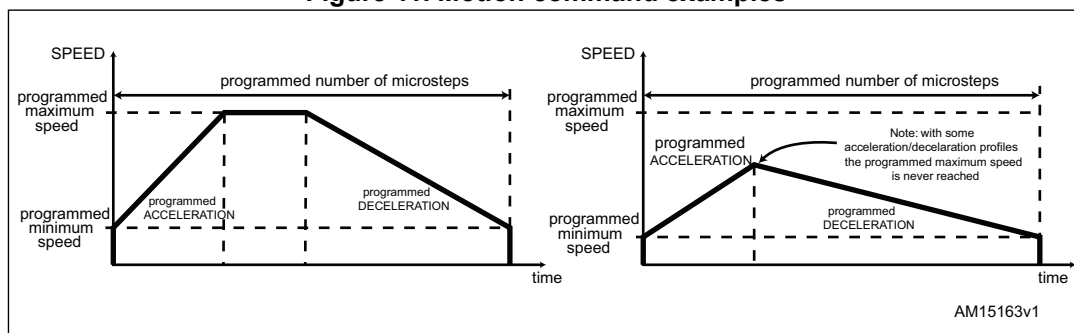 Motion command examples
SPEED
programmed number of microsteps
programmed
maximum
speed
programmed
ACCELERATION
programmed
DECELERATION
programmed
minimum
speed
time
SPEED
programmed number of microsteps
programmed
maximum
speed
programmed
ACCELERATION
Note: with some
acceleration/decelaration profiles
the programmed maximum speed
is never reached
programmed
DECELERATION
programmed
minimum
speed
time
AM15163v1